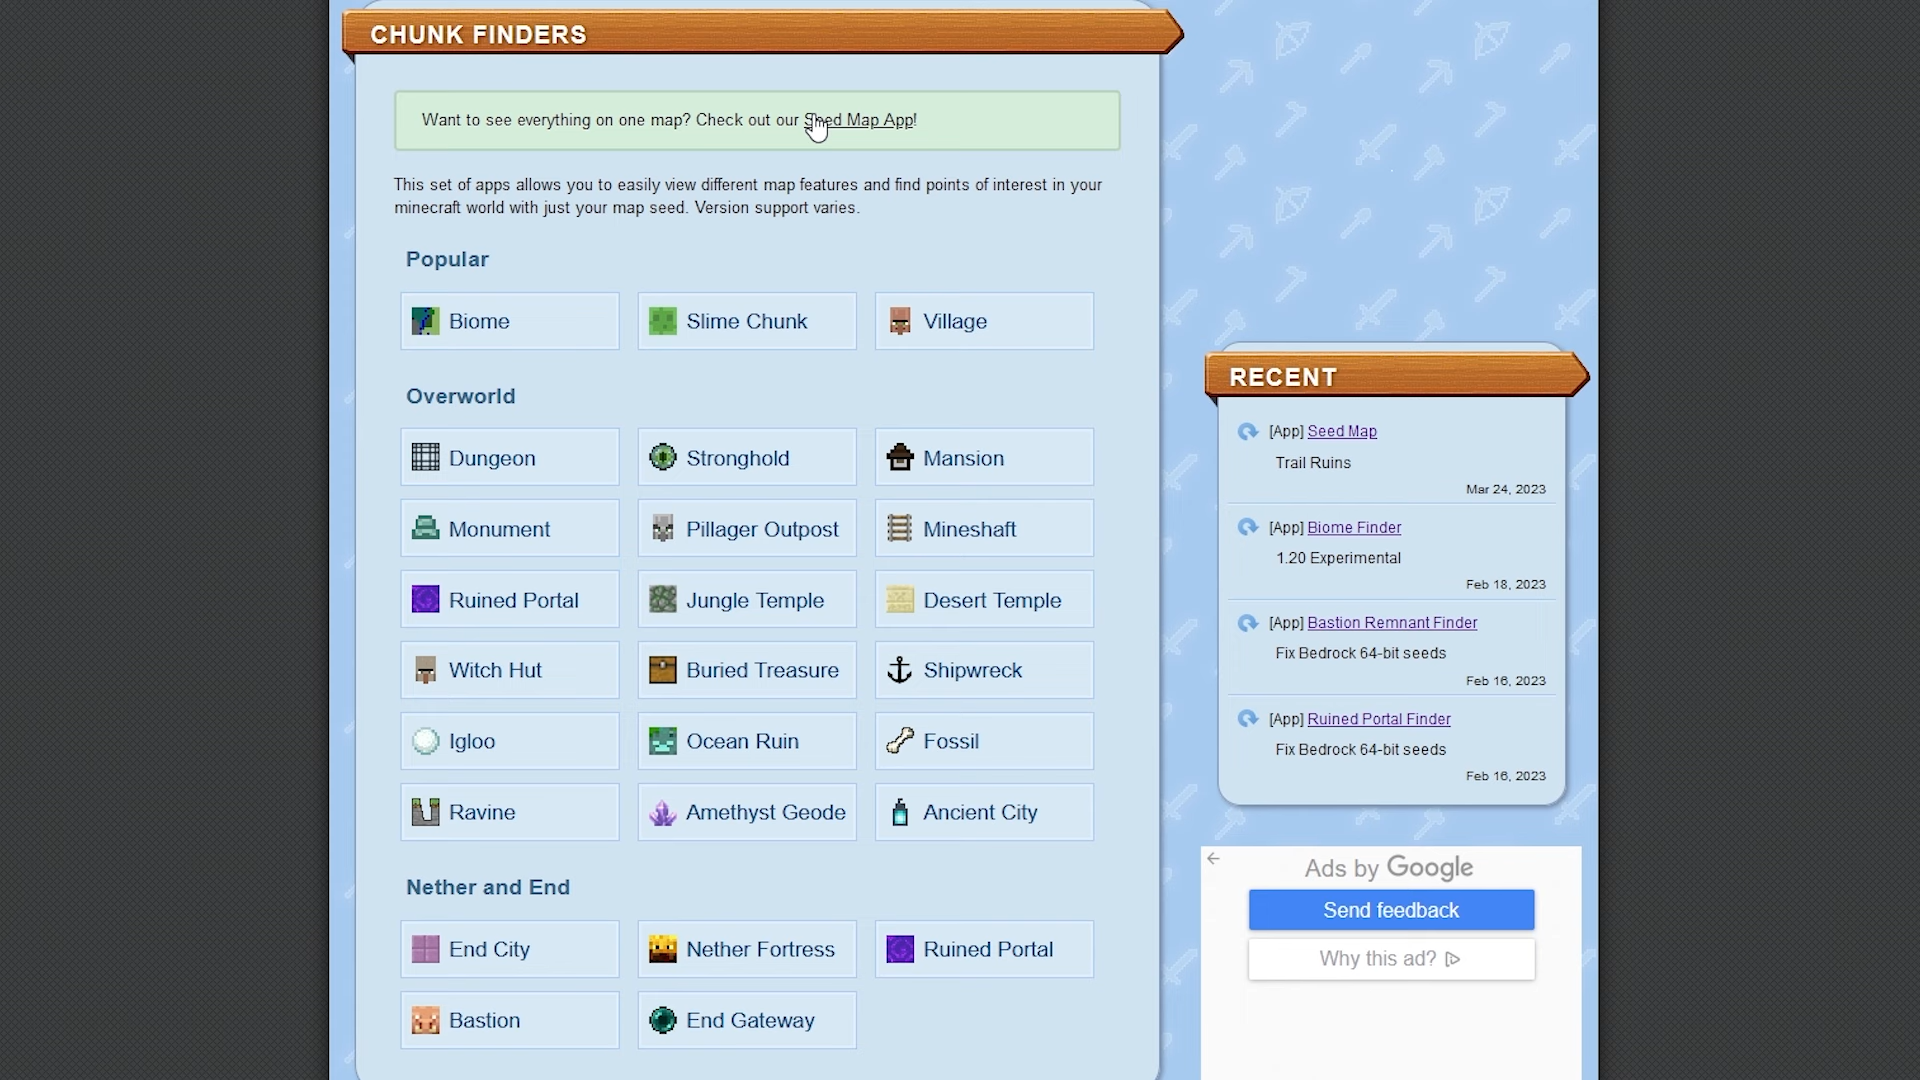 CHUNK FINDERS
Want to see everything on one map? Check out our Seed Map App!
This set of apps allows you to easily view different map features and find points of interest in your
minecraft world with just your map seed. Version support varies.
Popular
Biome
Slime Chunk
Village
Overworld
Dungeon
Stronghold
Mansion
Monument
Pillager Outpost
Mineshaft
Ruined Portal
Jungle Temple
Desert Temple
Witch Hut
Buried Treasure
Shipwreck
Igloo
Ocean Ruin
Fossil
Ravine
Amethyst Geode
Ancient City
Nether and End
End City
Nether Fortress
Ruined Portal
Bastion
End Gateway
RECENT
[App] Seed Map
Trail Ruins
Mar 24, 2023
[App] Biome Finder
1.20 Experimental
Feb 18, 2023
[App] Bastion Remnant Finder
Fix Bedrock 64-bit seeds
Feb 16, 2023
[App] Ruined Portal Finder
Fix Bedrock 64-bit seeds
Feb 16, 2023
Ads by Google
Send feedback
Why this ad?